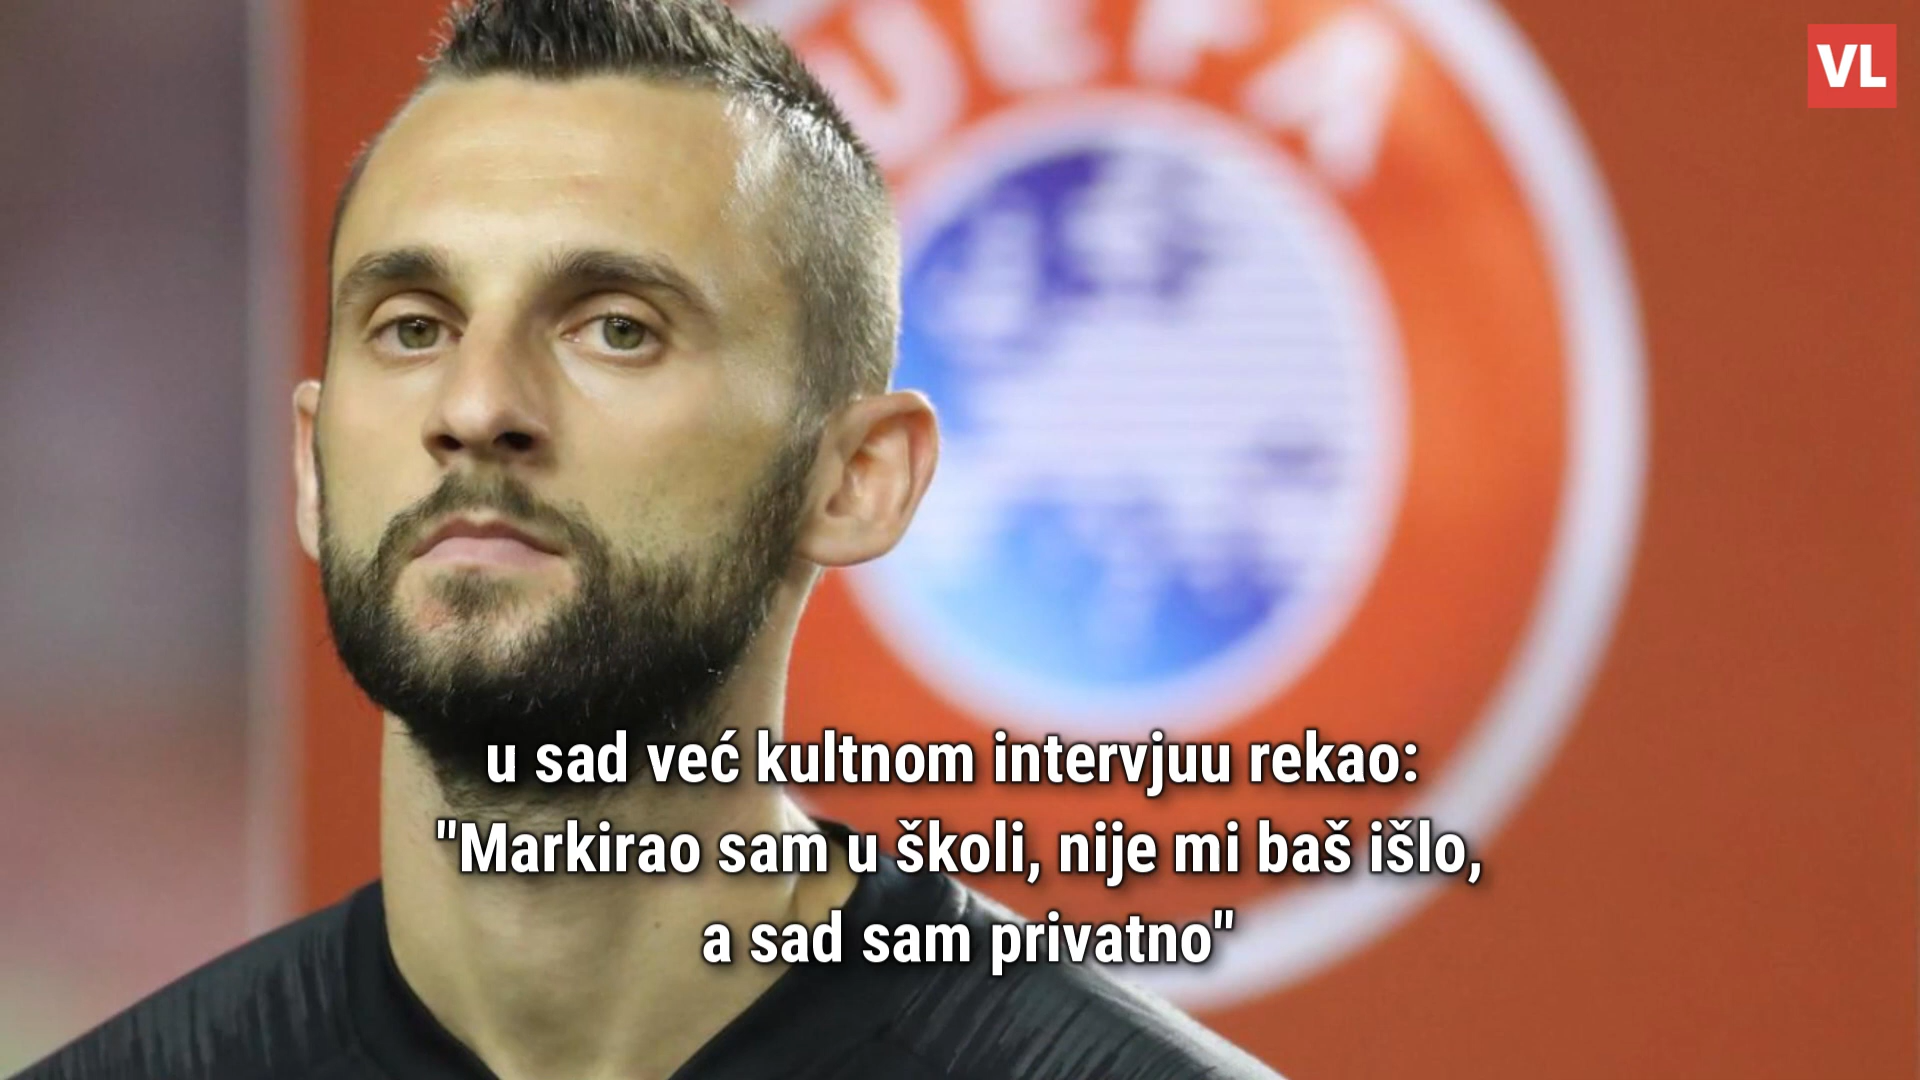 UEFA
VL
u sad već kultnom intervjuu rekao:
"Markirao sam u školi, nije mi baš išlo,
a sad sam privatno"